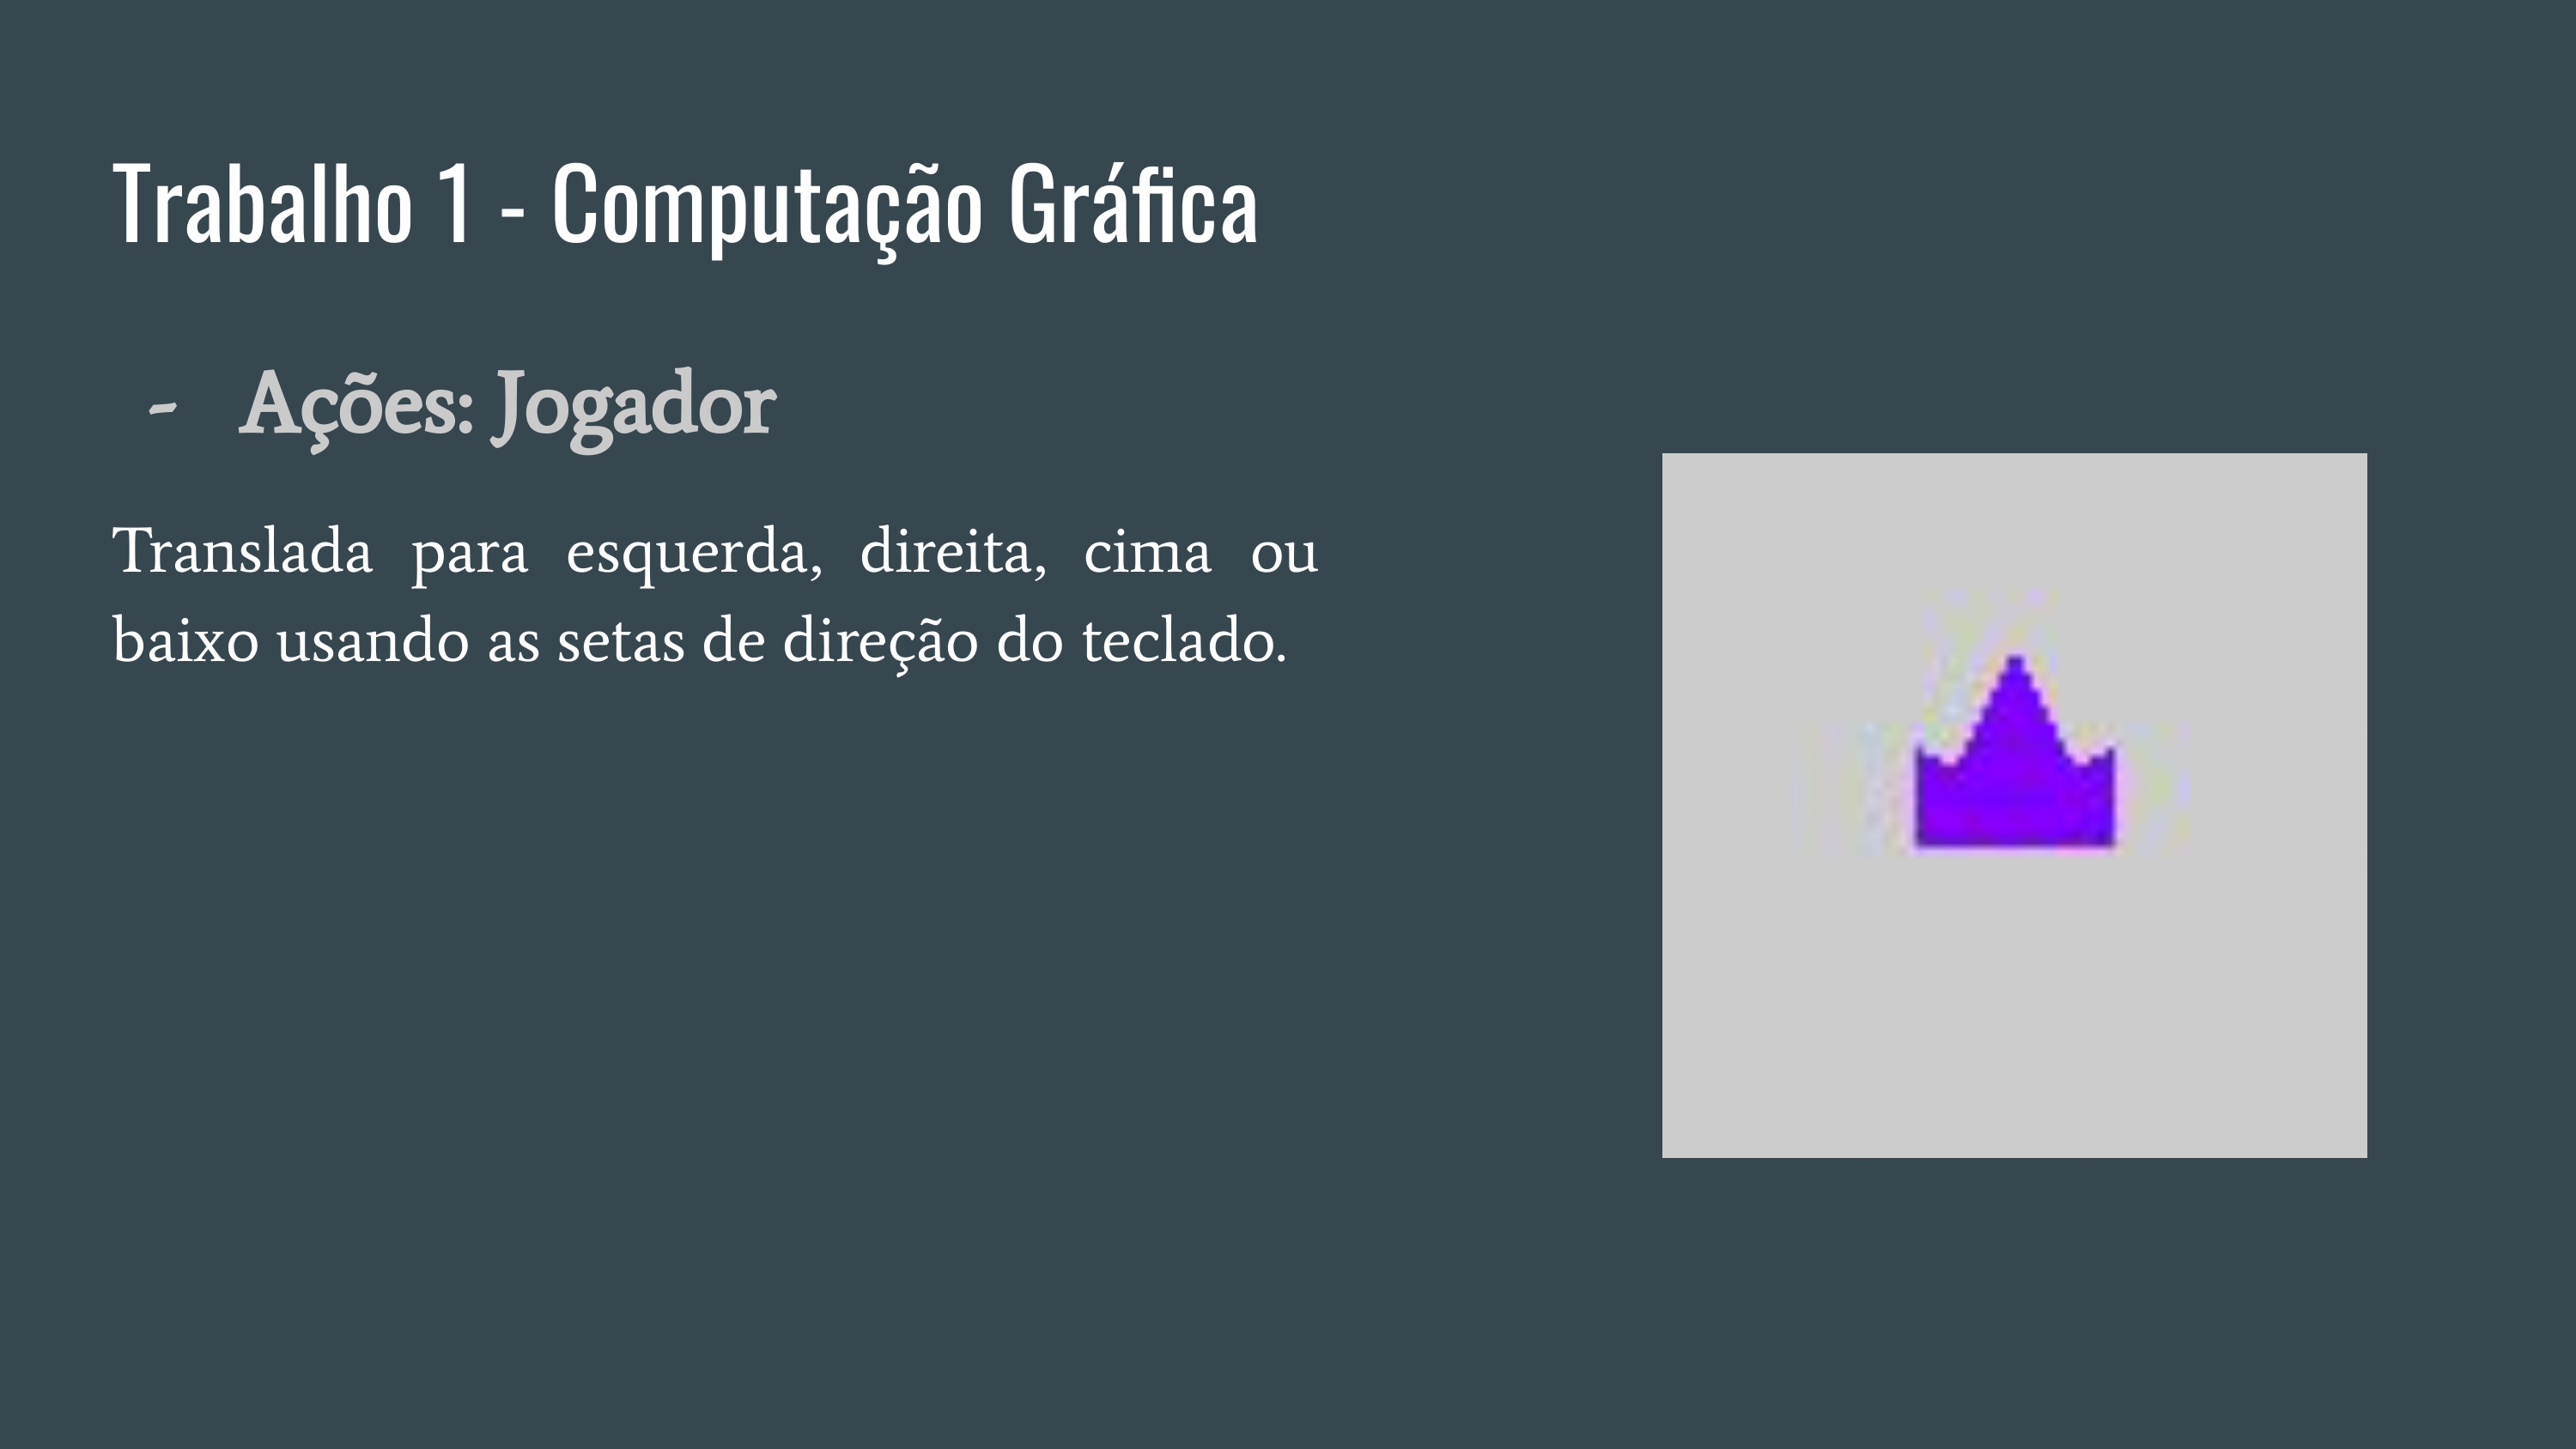 Trabalho 1 - Computação Gráfica
- Ações: Jogador
Translada para esquerda, direita, cima ou
baixo usando as setas de direção do teclado.